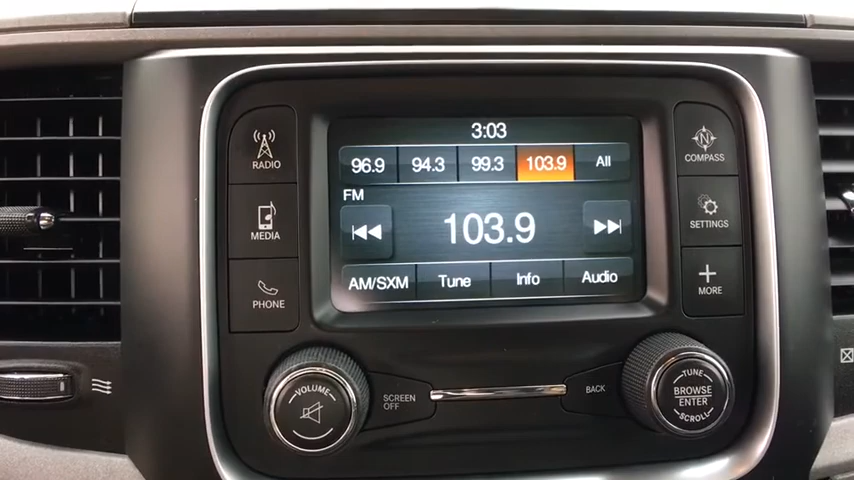 3:03
96.9 94.3 99.3 103.9 All
FM
103.9
AM/SXM Tune Info Audio
RADIO
MEDIA
PHONE
N
COMPASS
SETTINGS
MORE
VOLUME
SCREEN
OFF
BACK
TUNE
BROWSE
ENTER
SCROLL